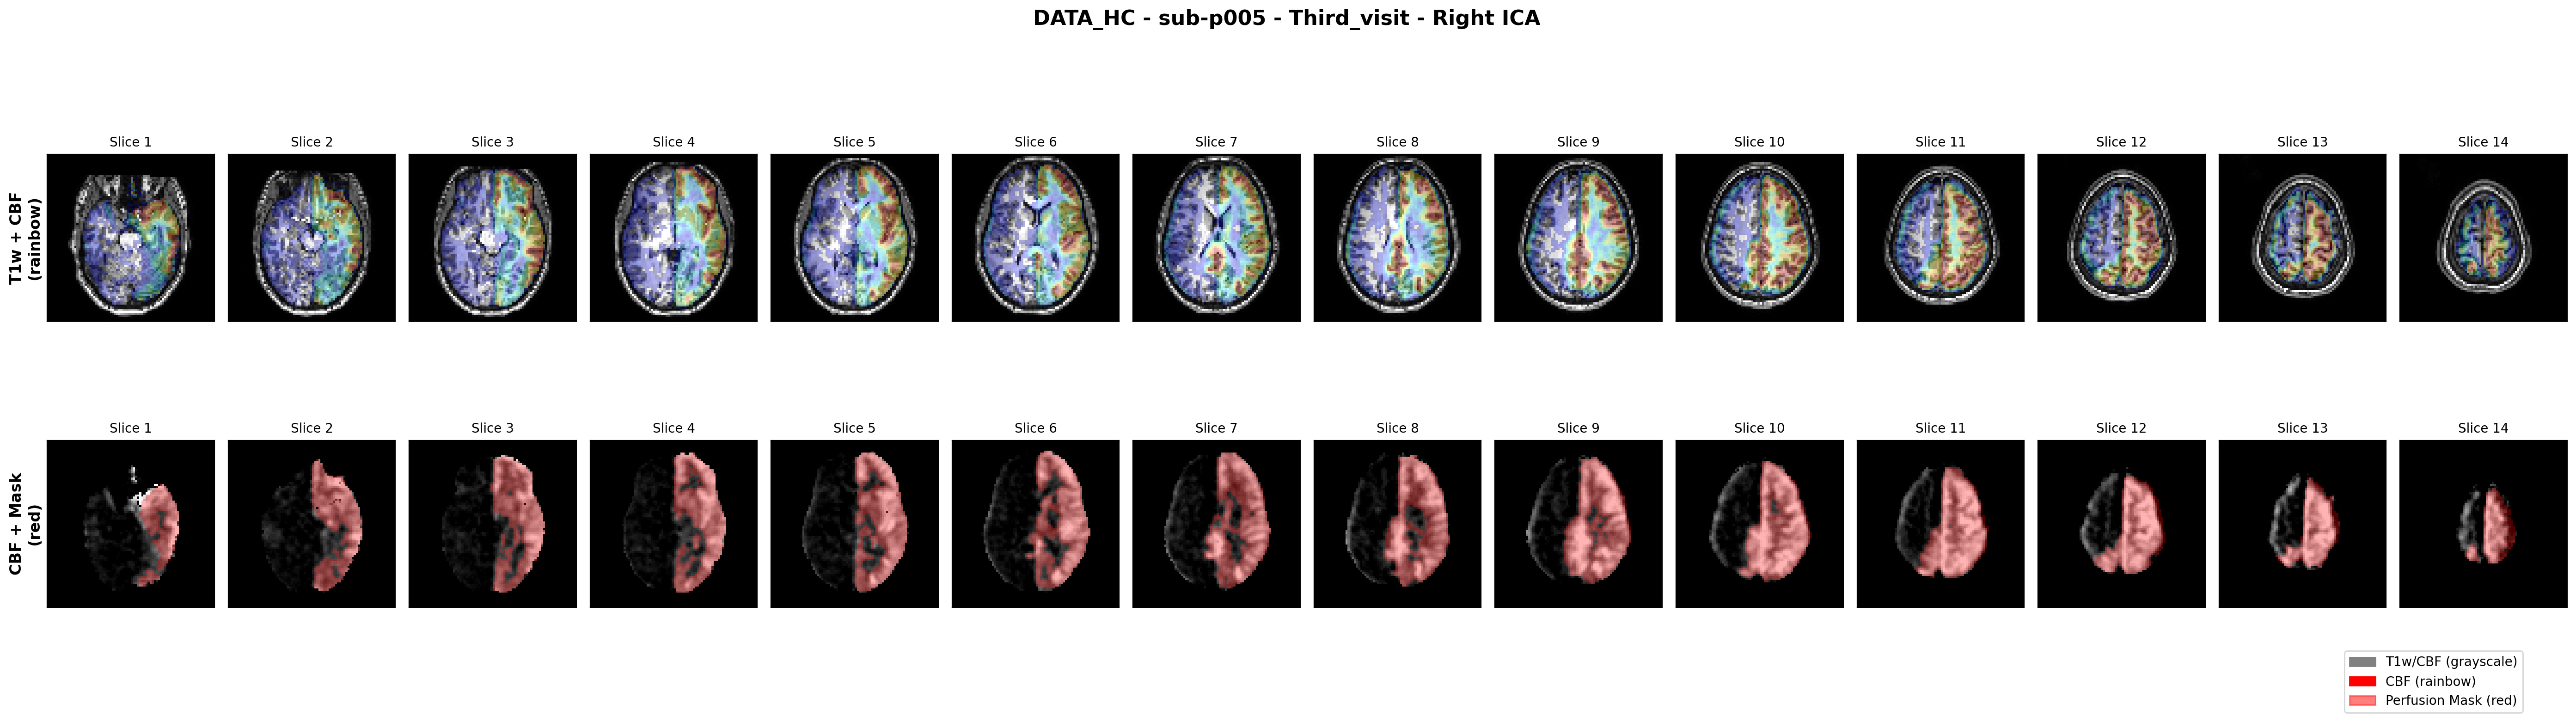 DATA_HC - sub-p005 - Third_visit - Right ICA
T1w + CBF
(rainbow)
Slice 1 Slice 2 Slice 3 Slice 4 Slice 5 Slice 6 Slice 7 Slice 8 Slice 9 Slice 10 Slice 11 Slice 12 Slice 13 Slice 14
CBF + Mask
(red)
Slice 1 Slice 2 Slice 3 Slice 4 Slice 5 Slice 6 Slice 7 Slice 8 Slice 9 Slice 10 Slice 11 Slice 12 Slice 13 Slice 14
T1w/CBF (grayscale)
CBF (rainbow)
Perfusion Mask (red)